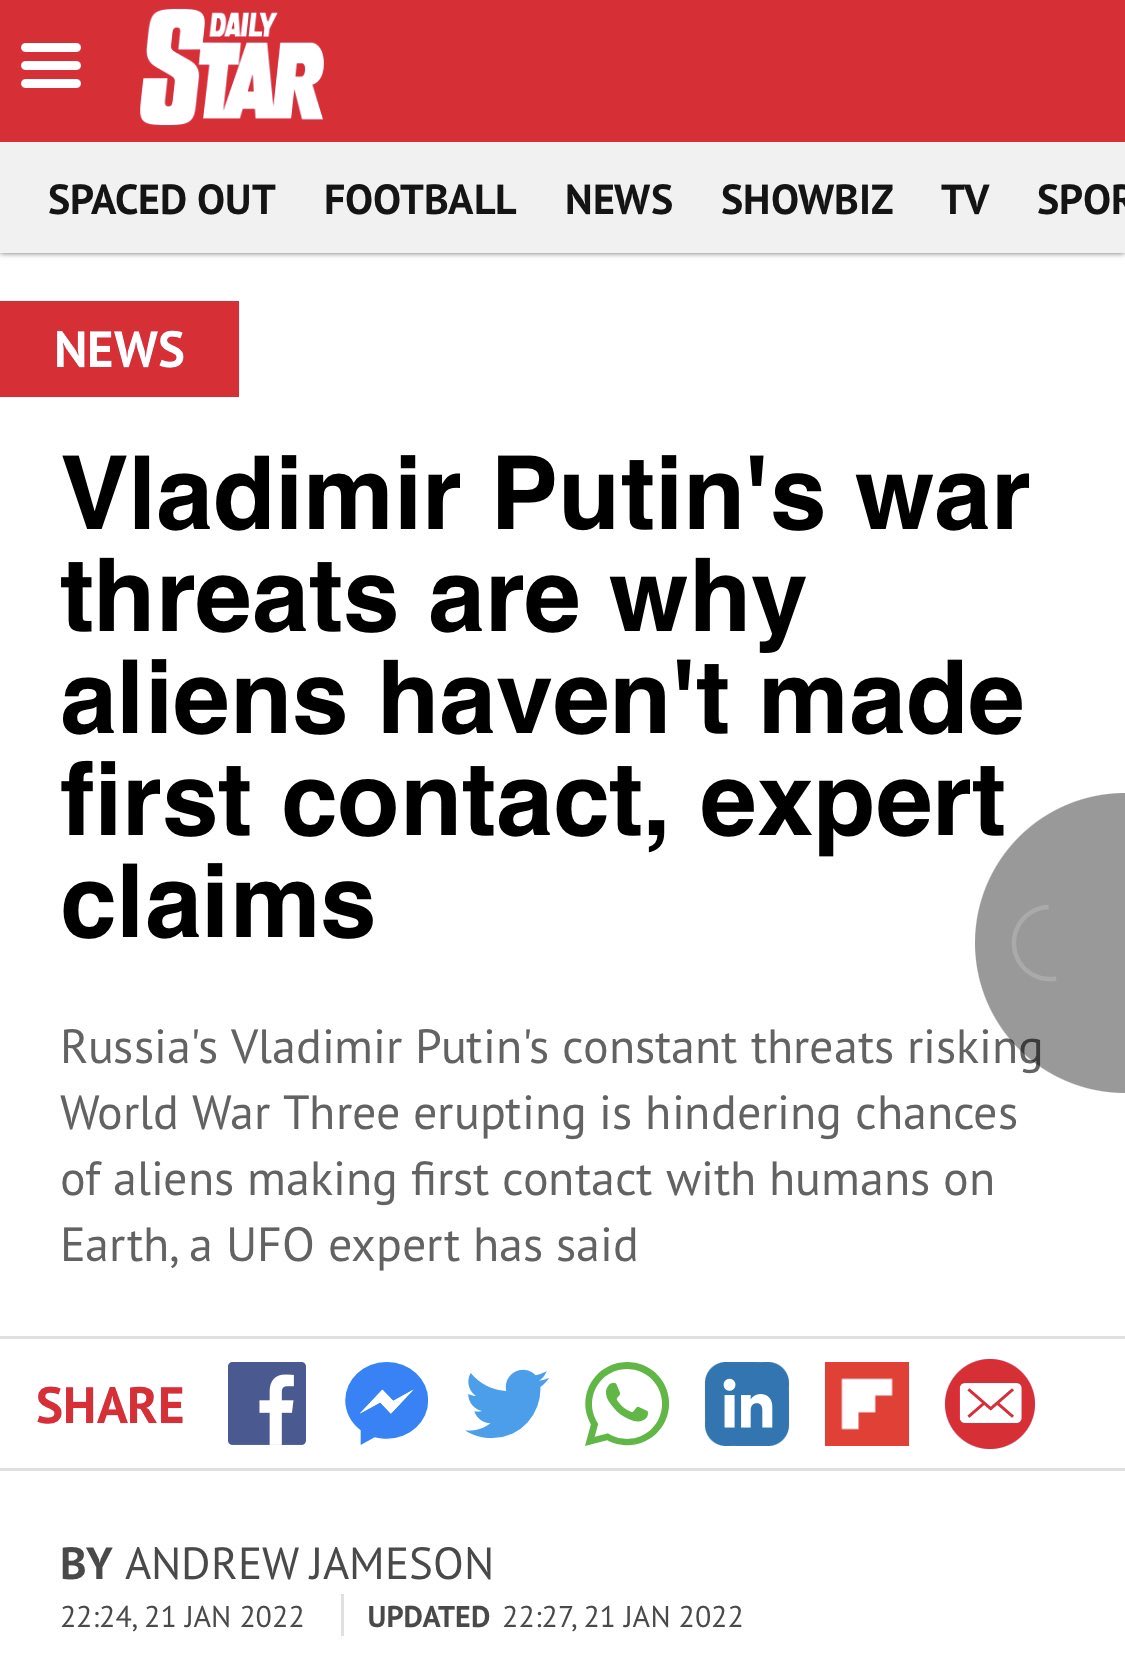 DAILY
STAR
SPACED OUT FOOTBALL NEWS SHOWBIZ TV SPOR
NEWS
Vladimir Putin's war
threats are why
aliens haven't made
first contact, expert
claims
Russia's Vladimir Putin's constant threats risking
World War Three erupting is hindering chances
of aliens making first contact with humans on
Earth, a UFO expert has said
SHARE
BY ANDREW JAMESON
22:24, 21 JAN 2022 UPDATED 22:27, 21 JAN 2022